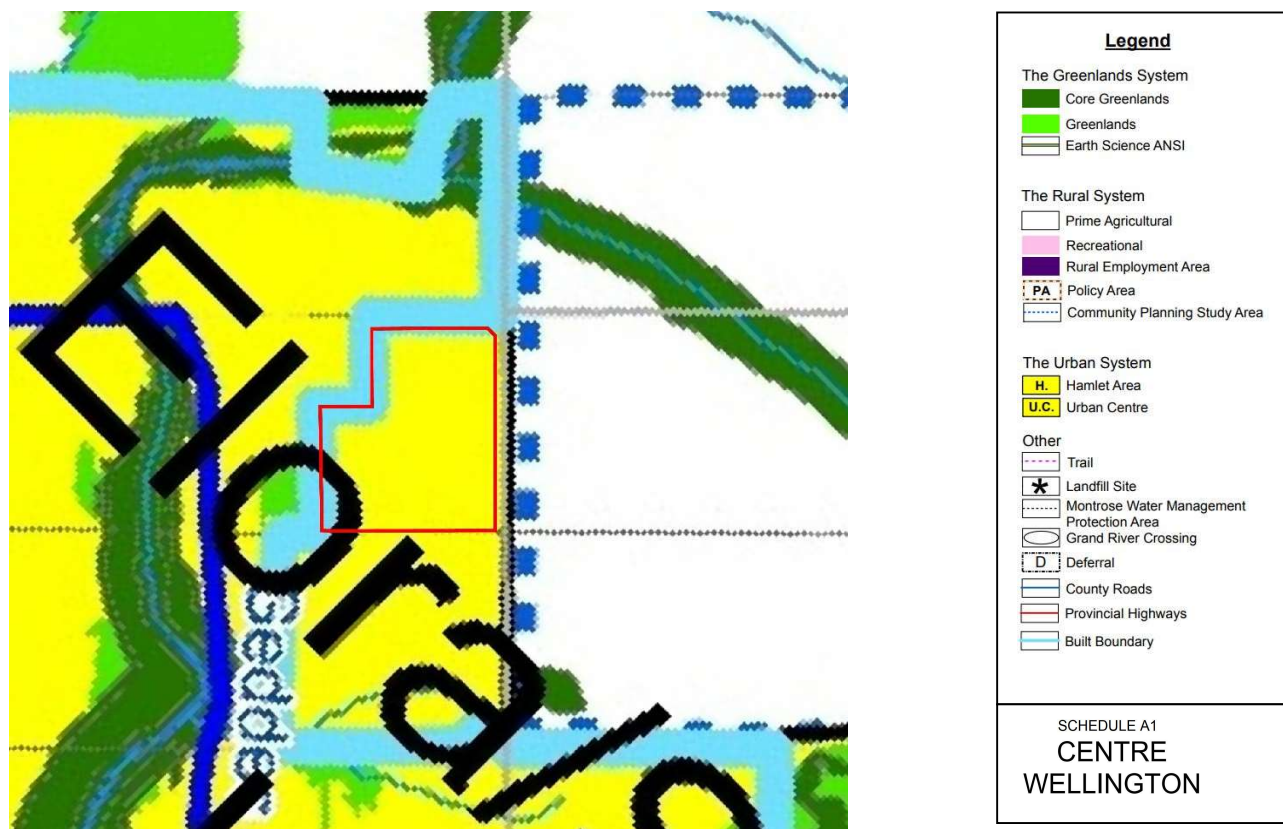 Elora/
Legend
The Greenlands System
Core Greenlands
Greenlands
Earth Science ANSI
The Rural System
Prime Agricultural
Recreational
Rural Employment Area
PA Policy Area
Community Planning Study Area
The Urban System
H. Hamlet Area
U.C. Urban Centre
Other
Trail
Landfill Site
Montrose Water Management
Protection Area
Grand River Crossing
D Deferral
County Roads
Provincial Highways
Built Boundary
SCHEDULE A1
CENTRE
WELLINGTON